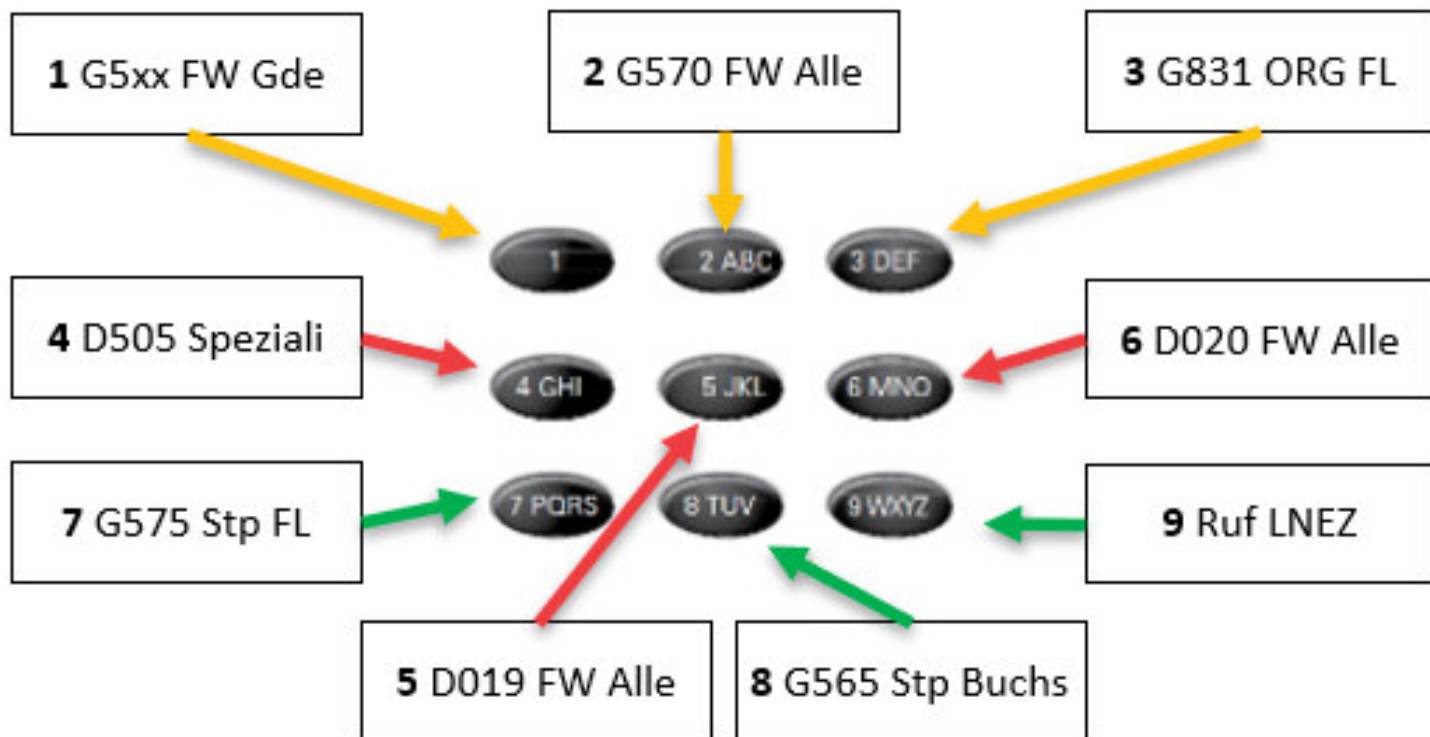 1 G5xx FW Gde
2 G570 FW Alle
3 G831 ORG FL
1
2 ABC
3 DEF
4 D505 Speziali
6 D020 FW Alle
4 GHI
5 JKL
6 MNO
7 G575 Stp FL
9 Ruf LNEZ
7 PQRS
8 TUV
9 WXYZ
5 D019 FW Alle
8 G565 Stp Buchs